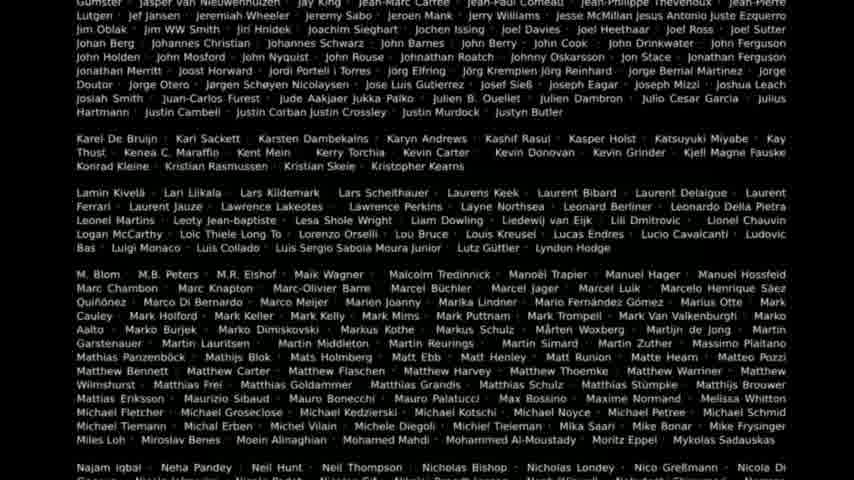 Gumster · Jasper van Nieuwenhuizen · Jay King · Jean-Marc Carree · Jean-Paul Comeau · Jean-Philippe Thevenoux · Jean-Pierre
Lütgen · Jef Jansen · Jeremiah Wheeler · Jeremy Sabo · Jeroen Mank · Jerry Williams · Jesse McMillan Jesus Antonio Juste Ezquerro
Jim Oblak · Jim WW Smith · Jiri Hnidek · Joachim Sieghart · Jochen Issing · Joel Davies · Joel Heethaar · Joel Ross · Joel Sutter
Johan Berg · Johannes Christian · Johannes Schwarz · John Barnes · John Berry · John Cook · John Drinkwater · John Ferguson
John Holden · John Mosford · John Nyquist · John Rouse · Johnathan Roatch · Johnny Oskarsson · Jon Stace · Jonathan Ferguson
Jonathan Merritt · Joost Horward · Jordi Portell i Torres · Jörg Elfring · Jörg Krempien Jörg Reinhard · Jorge Bernal Martinez · Jorge
Doutor · Jorge Otero · Jørgen Schøyen Nicolaysen · Jose Luis Gutierrez · Josef Sieß · Joseph Eagar · Joseph Mizzi · Joshua Leach
Josiah Smith · Juan-Carlos Furest · Jude Aakjaer Jukka Palko · Julien B. Ouellet · Julien Dambron · Julio Cesar Garcia · Julius
Hartmann · Justin Cambell · Justin Corban Justin Crossley · Justin Murdock · Justyn Butler
Karel De Bruijn · Kari Sackett · Karsten Dambekalns · Karyn Andrews · Kashif Rasul · Kasper Holst · Katsuyuki Miyabe · Kay
Thust · Kenea C. Maraffin · Kent Mein · Kerry Torchia · Kevin Carter · Kevin Donovan · Kevin Grinder · Kjell Magne Fauske
Konrad Kleine · Kristian Rasmussen · Kristian Skeie · Kristopher Kearns
Lamin Kivelä · Lari Liikala · Lars Kildemark · Lars Schelthauer · Laurens Keek · Laurent Bibard · Laurent Delaigue · Laurent
Ferrari · Laurent Jauze · Lawrence Lakeotes · Lawrence Perkins · Layne Northsea · Leonard Berliner · Leonardo Della Pietra
Leonel Martins · Leoty Jean-baptiste · Lesa Shole Wright · Liam Dowling · Liedewij van Eijk · Lili Dmitrovic · Lionel Chauvin
Logan McCarthy · Loïc Thiele Long To · Lorenzo Orselli · Lou Bruce · Louis Kreusel · Lucas Endres · Lucio Cavalcanti · Ludovic
Bas · Luigi Monaco · Luis Collado · Luis Sergio Saboia Moura Junior · Lutz Güttler · Lyndon Hodge
M. Blom · M.B. Peters · M.R. Elshof · Maik Wagner · Malcolm Tredinnick · Manoël Trapier · Manuel Hager · Manuel Hossfeld
Marc Chambon · Marc Knapton · Marc-Olivier Barre · Marcel Büchler · Marcel Jager · Marcel Luik · Marcelo Henrique Sáez
Quiñónez · Marco Di Bernardo · Marco Meijer · Marien Joanny · Marika Lindner · Mario Fernández Gómez · Marius Otte · Mark
Cauley · Mark Holford · Mark Keller · Mark Kelly · Mark Mims · Mark Puttnam · Mark Trompell · Mark Van Valkenburgh · Marko
Aalto · Marko Burjek · Marko Dimiskovski · Markus Kothe · Markus Schulz · Mårten Woxberg · Martijn de Jong · Martin
Garstenauer · Martin Lauritsen · Martin Middleton · Martin Reurings · Martin Simard · Martin Zuther · Massimo Plaitano
Mathias Panzenböck · Mathijs Blok · Mats Holmberg · Matt Ebb · Matt Henley · Matt Runion · Matte Hearn · Matteo Pozzi
Matthew Bennett · Matthew Carter · Matthew Flaschen · Matthew Harvey · Matthew Thoemke · Matthew Warriner · Matthew
Wilmshurst · Matthias Frei · Matthias Goldammer · Matthias Grandis · Matthias Schulz · Matthias Stümpke · Matthijs Brouwer
Mattias Eriksson · Maurizio Sibaud · Mauro Bonecchi · Mauro Palatucci · Max Rossino · Maxime Normand · Melissa Whitton
Michael Fletcher · Michael Groseclose · Michael Kedzierski · Michael Kotschi · Michael Noyce · Michael Petree · Michael Schmid
Michael Tiemann · Michal Erben · Michel Vilain · Michele Diegoli · Michiel Tieleman · Mika Saari · Mike Bonar · Mike Frysinger
Miles Loh · Miroslav Benes · Moein Alinaghian · Mohamed Mahdi · Mohammed Al-Moustady · Moritz Eppel · Mykolas Sadauskas
Najam Iqbal · Neha Pandey · Neil Hunt · Neil Thompson · Nicholas Bishop · Nicholas Londey · Nico Greßmann · Nicola Di